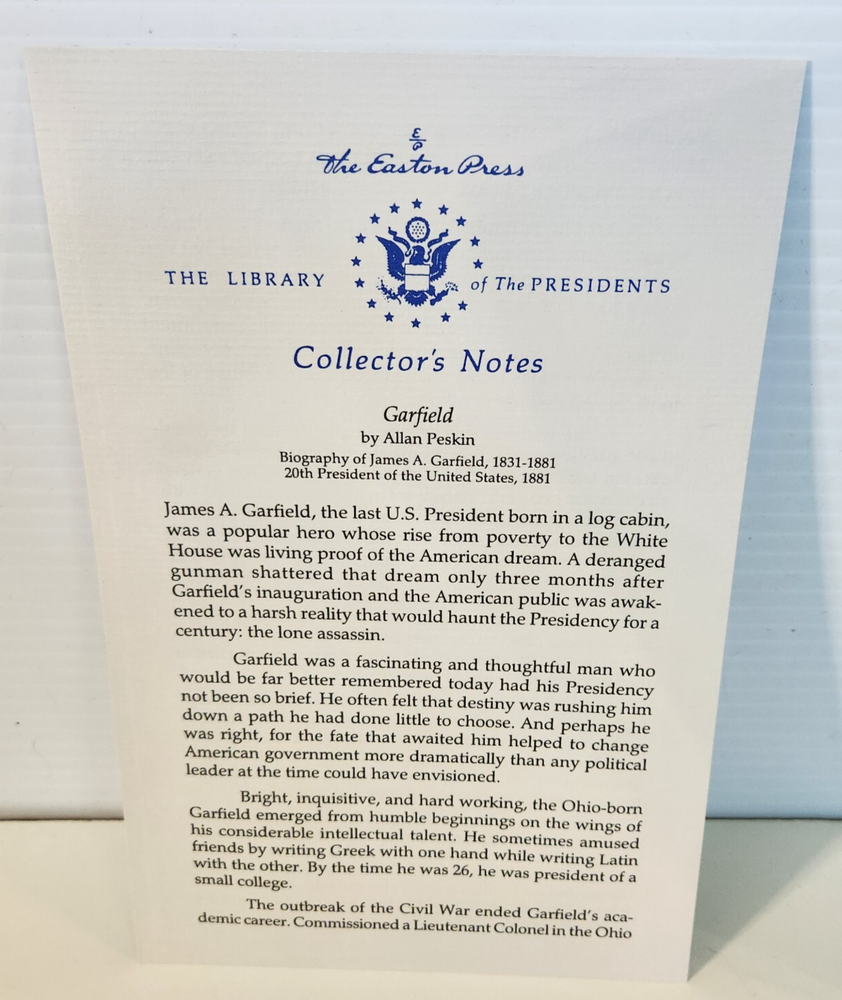 E
P
The Easton Press
THE LIBRARY of The PRESIDENTS
Collector's Notes
Garfield
by Allan Peskin
Biography of James A. Garfield, 1831-1881
20th President of the United States, 1881
James A. Garfield, the last U.S. President born in a log cabin,
was a popular hero whose rise from poverty to the White
House was living proof of the American dream. A deranged
gunman shattered that dream only three months after
Garfield's inauguration and the American public was awak-
ened to a harsh reality that would haunt the Presidency for a
century: the lone assassin.
Garfield was a fascinating and thoughtful man who
would be far better remembered today had his Presidency
not been so brief. He often felt that destiny was rushing him
down a path he had done little to choose. And perhaps he
was right, for the fate that awaited him helped to change
American government more dramatically than any political
leader at the time could have envisioned.
Bright, inquisitive, and hard working, the Ohio-born
Garfield emerged from humble beginnings on the wings of
his considerable intellectual talent. He sometimes amused
friends by writing Greek with one hand while writing Latin
with the other. By the time he was 26, he was president of a
small college.
The outbreak of the Civil War ended Garfield's aca-
demic career. Commissioned a Lieutenant Colonel in the Ohio